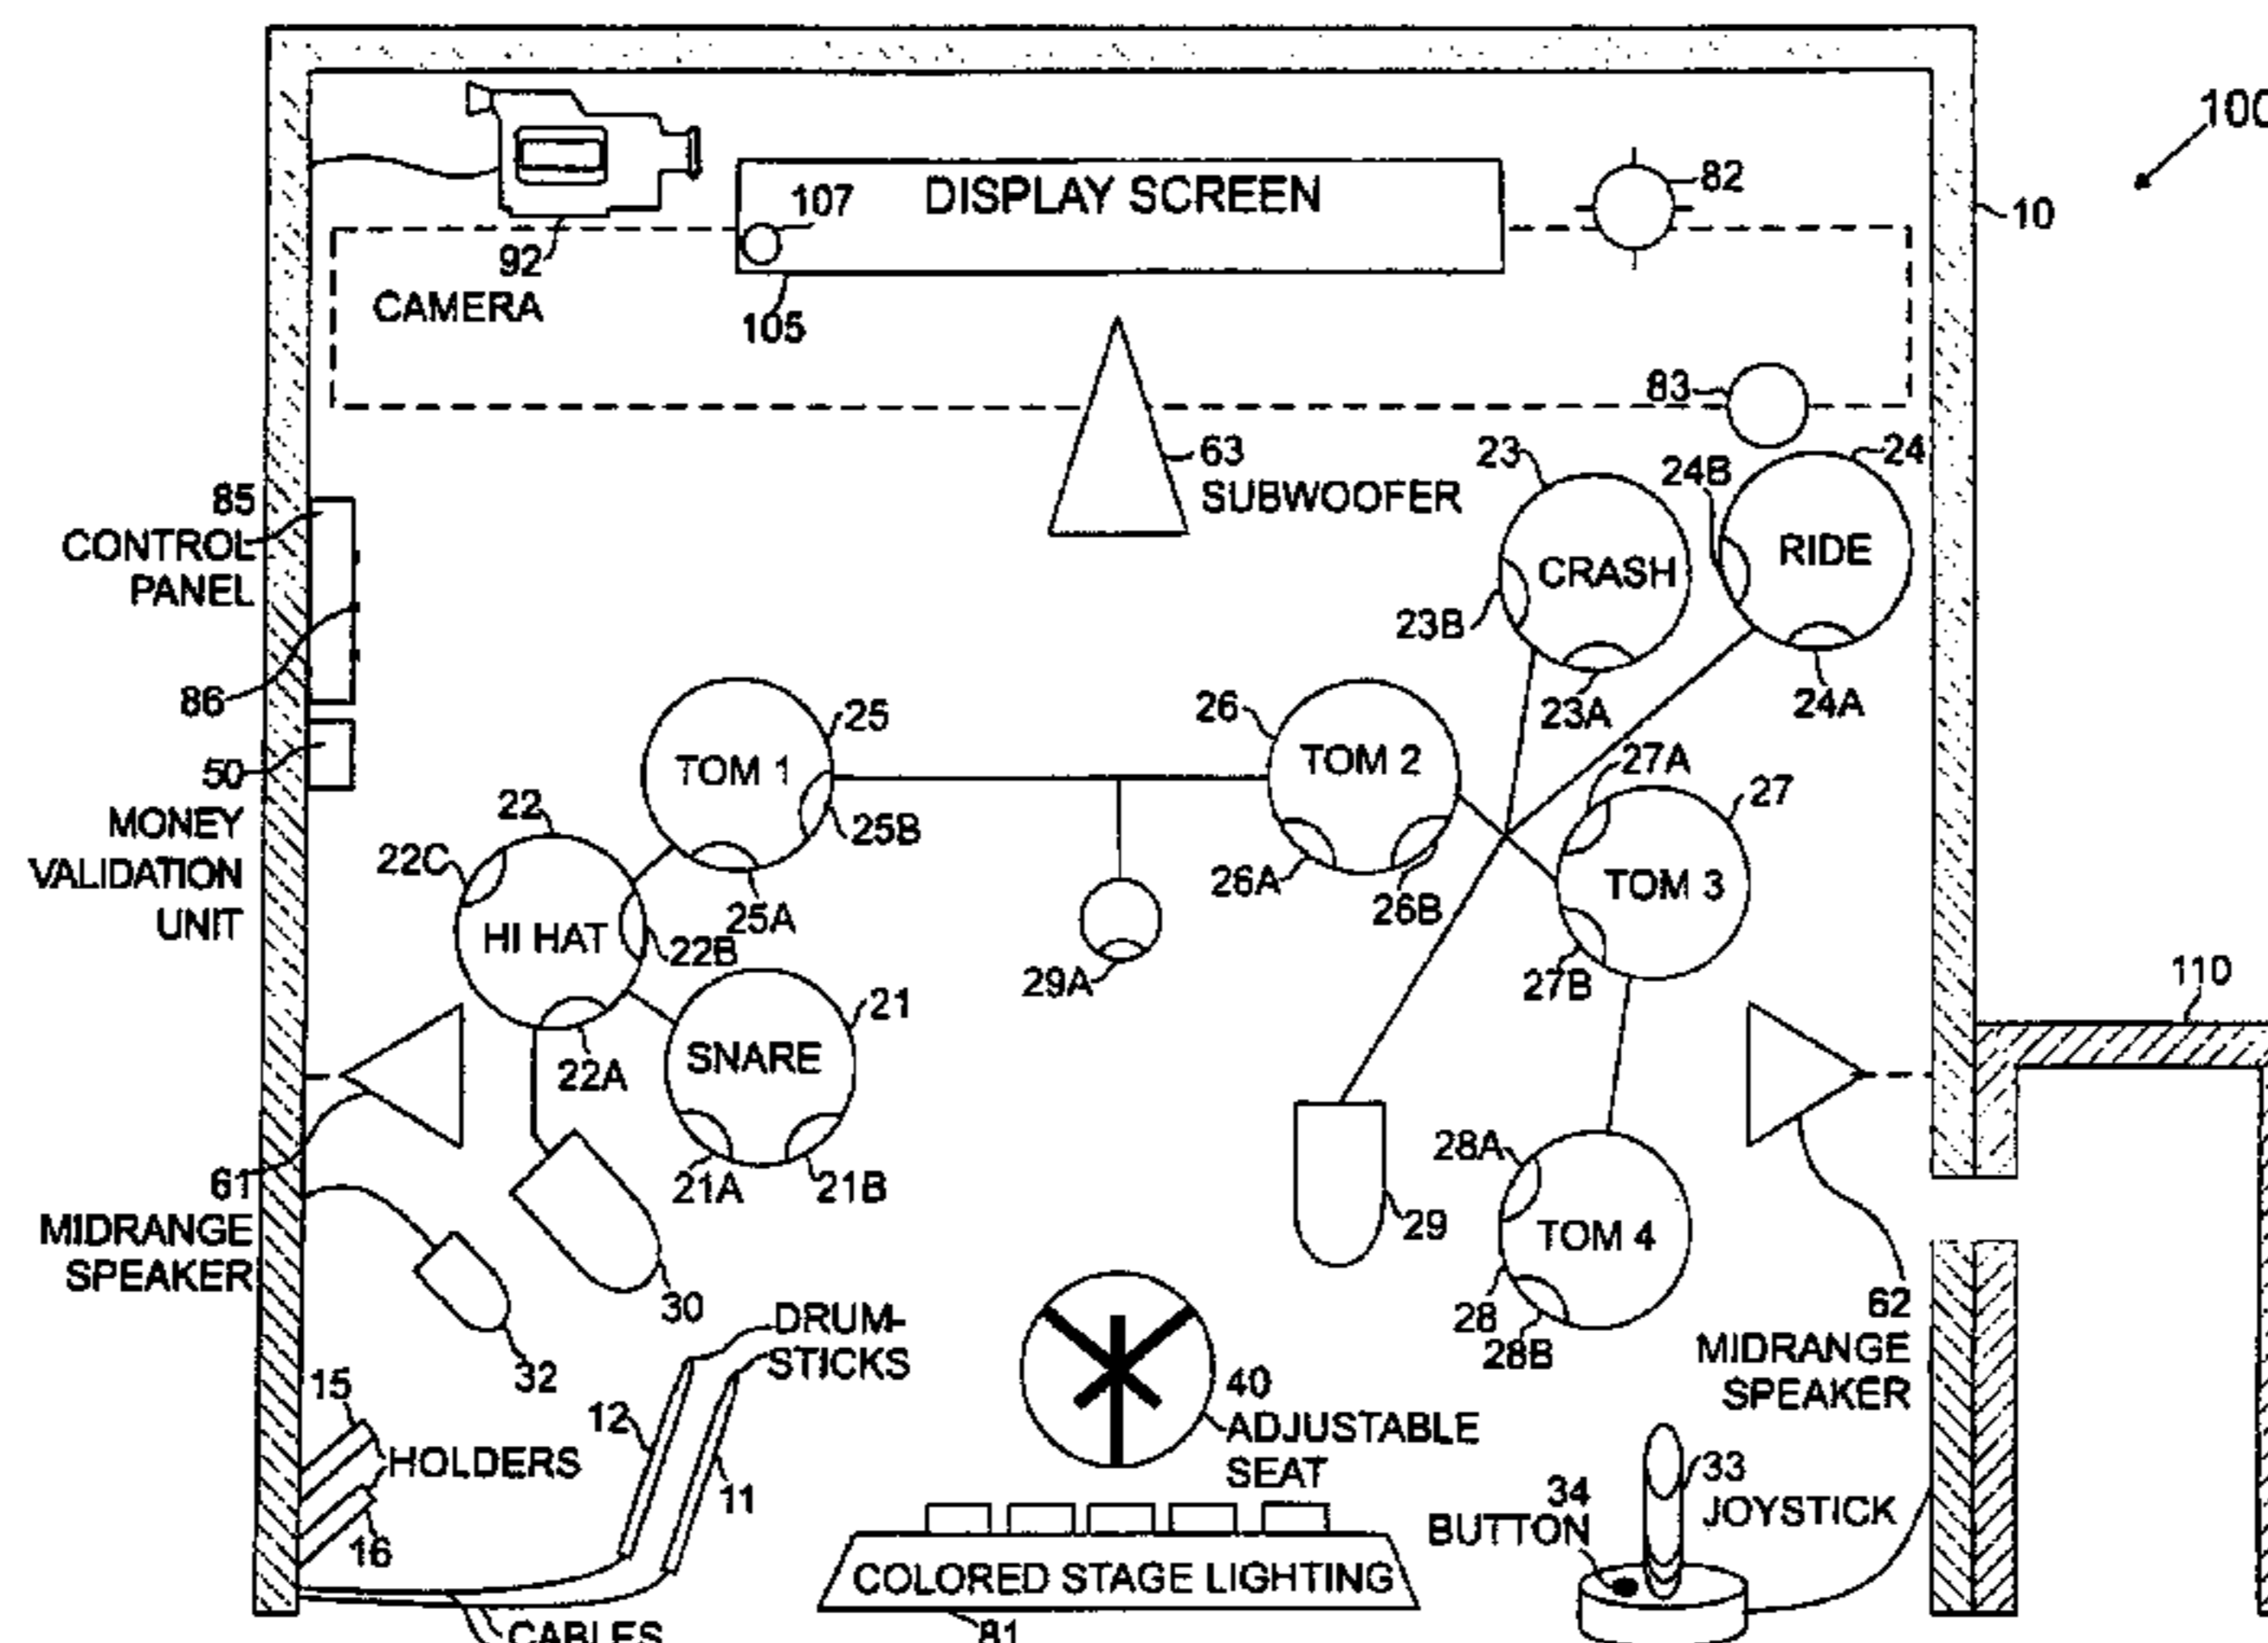 100
DISPLAY SCREEN
107
82
10
92
CAMERA
105
83
63
SUBWOOFER
23
24
24B
85
CONTROL
PANEL
CRASH
RIDE
23B
86
23A
24A
25
26
TOM 1
TOM 2
27A
27
50
MONEY
VALIDATION
UNIT
22
25B
22C
26A
26B
TOM 3
HI HAT
25A
22B
29A
27B
110
21
SNARE
22A
28A
61
MIDRANGE
SPEAKER
21A
21B
29
TOM 4
30
DRUM-
STICKS
28
28B
62
MIDRANGE
SPEAKER
32
15
12
40
ADJUSTABLE
SEAT
HOLDERS
11
33
JOYSTICK
34
BUTTON
16
COLORED STAGE LIGHTING
CABLES
81